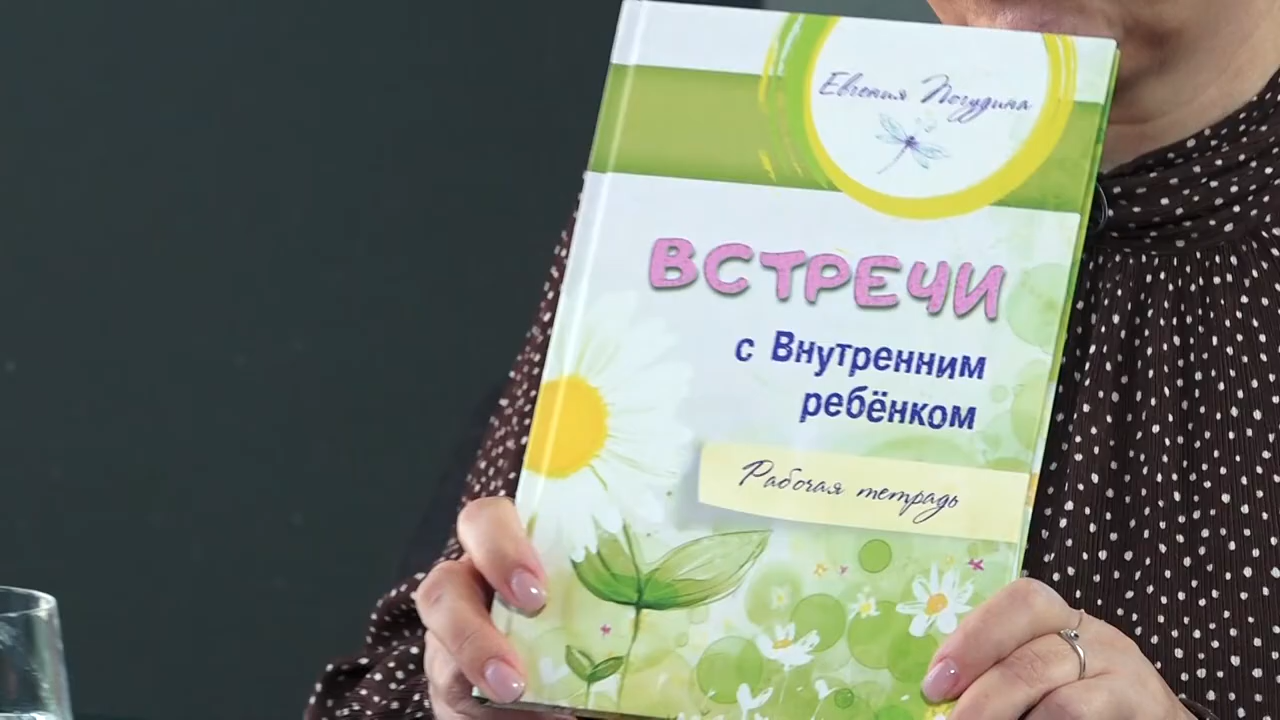 Евгения Погудина
ВСТРЕЧИ
с Внутренним
ребёнком
Рабочая тетрадь